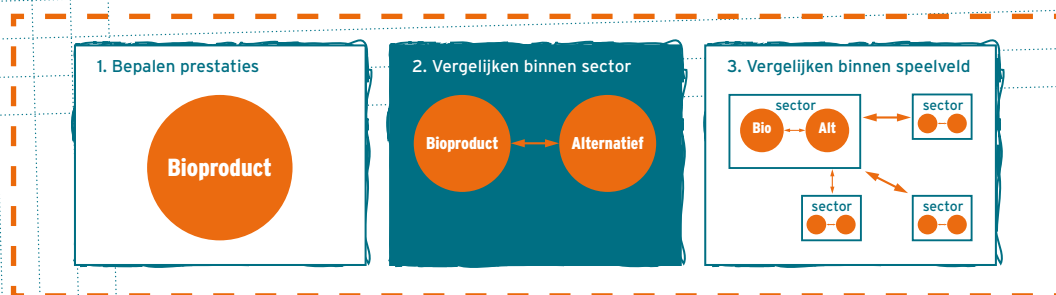 1. Bepalen prestaties
Bioproduct
2. Vergelijken binnen sector
Bioproduct
Alternatief
3. Vergelijken binnen speelveld
sector
Bio
Alt
sector
sector
sector